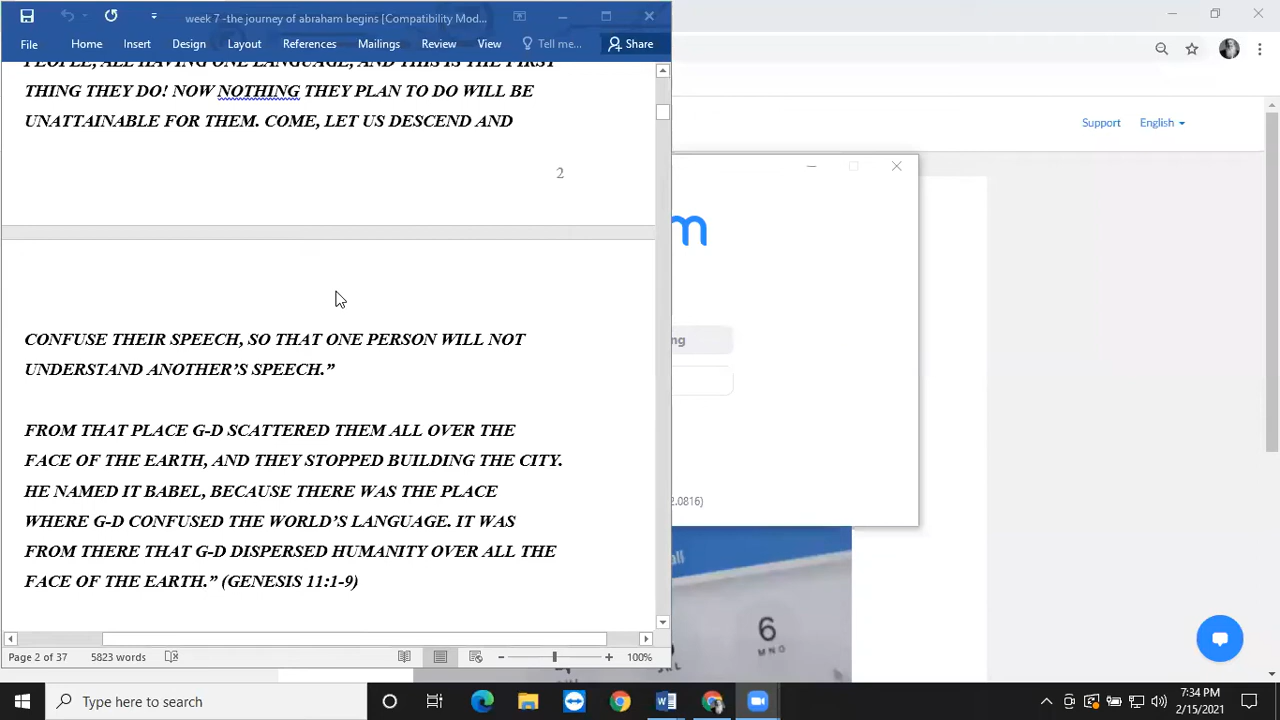 week 7 -the journey of abraham begins [Compatibility Mod...
File Home Insert Design Layout References Mailings Review View Tell me... Share
PEOPLE, ALL HAVING ONE LANGUAGE, AND THIS IS THE FIRST
THING THEY DO! NOW NOTHING THEY PLAN TO DO WILL BE
UNATTAINABLE FOR THEM. COME, LET US DESCEND AND
2
CONFUSE THEIR SPEECH, SO THAT ONE PERSON WILL NOT
UNDERSTAND ANOTHER’S SPEECH.”
FROM THAT PLACE G-D SCATTERED THEM ALL OVER THE
FACE OF THE EARTH, AND THEY STOPPED BUILDING THE CITY.
HE NAMED IT BABEL, BECAUSE THERE WAS THE PLACE
WHERE G-D CONFUSED THE WORLD’S LANGUAGE. IT WAS
FROM THERE THAT G-D DISPERSED HUMANITY OVER ALL THE
FACE OF THE EARTH.” (GENESIS 11:1-9)
Page 2 of 37 5823 words 100%
Support English
m
ng
2.0816)
all
6
MNO
Type here to search
7:34 PM
2/15/2021